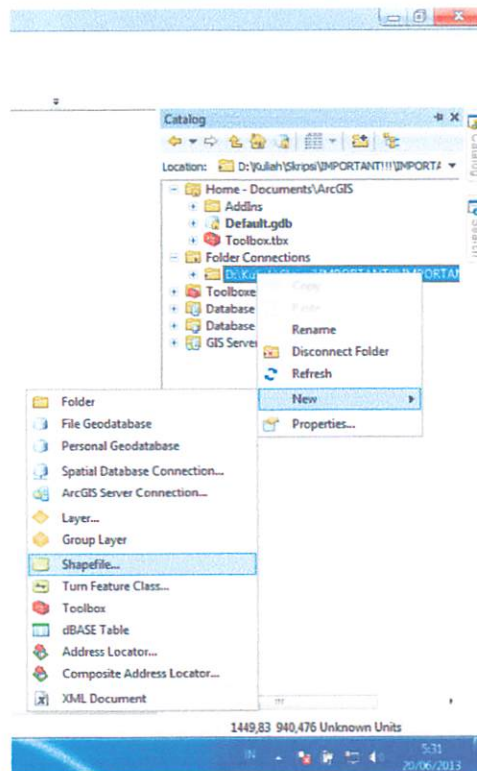 Catalog
Location: D:\Kuliah\Skripsi\IMPORTANT!!!\IMPORTA
Home - Documents\ArcGIS
AddIns
Default.gdb
Toolbox.tbx
Folder Connections
Toolboxe
Database
Database
GIS Server
Copy
Paste
Rename
Disconnect Folder
Refresh
New
Properties...
Folder
File Geodatabase
Personal Geodatabase
Spatial Database Connection...
ArcGIS Server Connection...
Layer...
Group Layer
Shapefile...
Turn Feature Class...
Toolbox
dBASE Table
Address Locator...
Composite Address Locator...
XML Document
Catalog
1449,83 940,476 Unknown Units
IN
5:31
20/06/2013